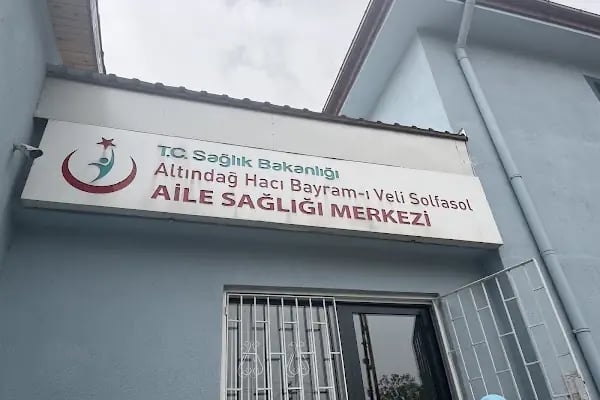 T.C. Sağlık Bakanlığı
Altındağ Hacı Bayram-ı Veli Solfasol
AİLE SAĞLIĞI MERKEZİ